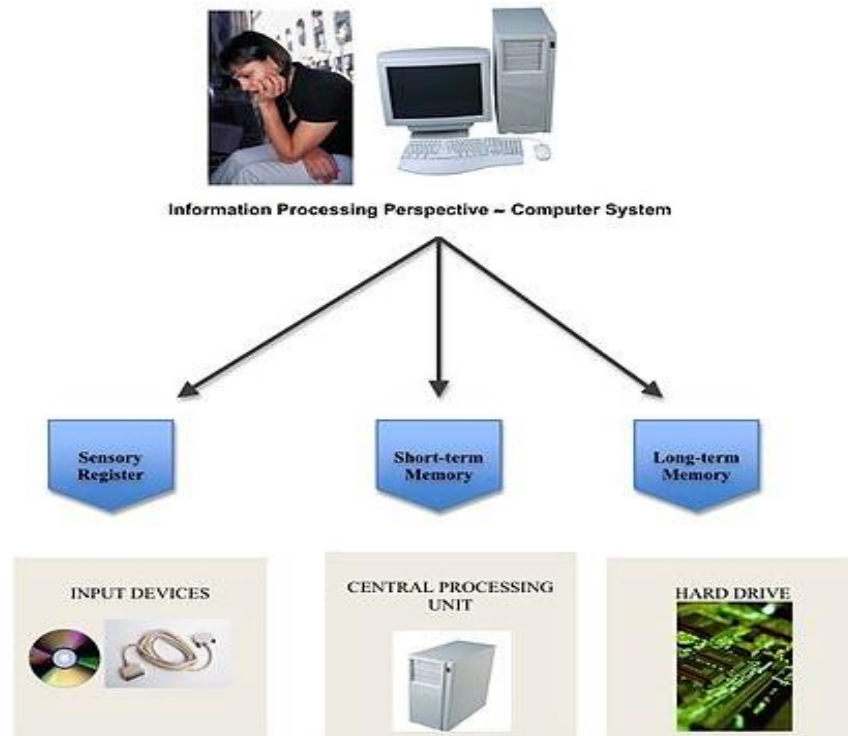 Information Processing Perspective ~ Computer System
Sensory
Register
Short-term
Memory
Long-term
Memory
INPUT DEVICES
CENTRAL PROCESSING
UNIT
HARD DRIVE